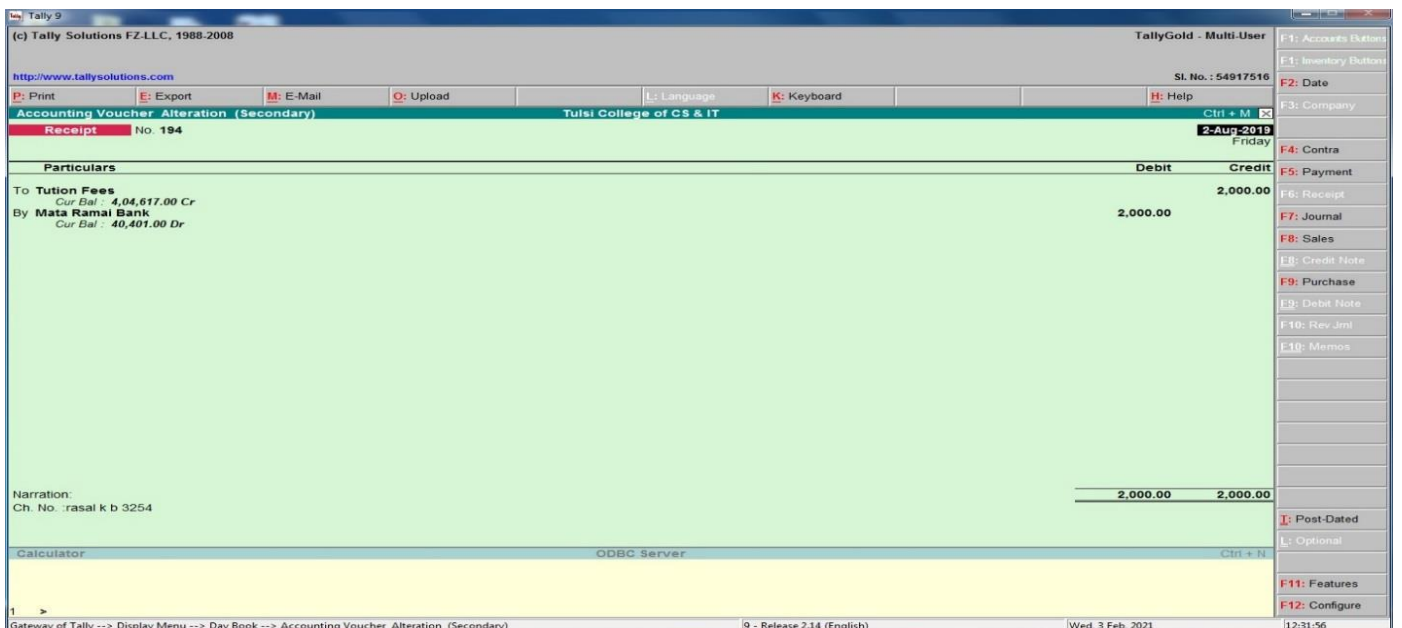 Tally 9
(c) Tally Solutions FZ-LLC, 1988-2008 TallyGold - Multi-User
http://www.tallysolutions.com Sl. No. : 54917516
P: Print E: Export M: E-Mail O: Upload L: Language K: Keyboard H: Help
Accounting Voucher Alteration (Secondary) Tulsi College of CS & IT Ctrl + M
Receipt No. 194 2-Aug-2019
Friday
Particulars Debit Credit
To Tution Fees 2,000.00
Cur Bal : 4,04,617.00 Cr
By Mata Ramai Bank 2,000.00
Cur Bal : 40,401.00 Dr
Narration: 2,000.00 2,000.00
Ch. No. :rasal k b 3254
Calculator ODBC Server Ctrl + N
1 >
Gateway of Tally --> Display Menu --> Day Book --> Accounting Voucher Alteration (Secondary) 9 - Release 2.14 (English) Wed, 3 Feb, 2021 12:31:56
F1: Accounts Buttons
F1: Inventory Buttons
F2: Date
F3: Company
F4: Contra
F5: Payment
F6: Receipt
F7: Journal
F8: Sales
F8: Credit Note
F9: Purchase
F9: Debit Note
F10: Rev Jrnl
F10: Memos
T: Post-Dated
L: Optional
F11: Features
F12: Configure